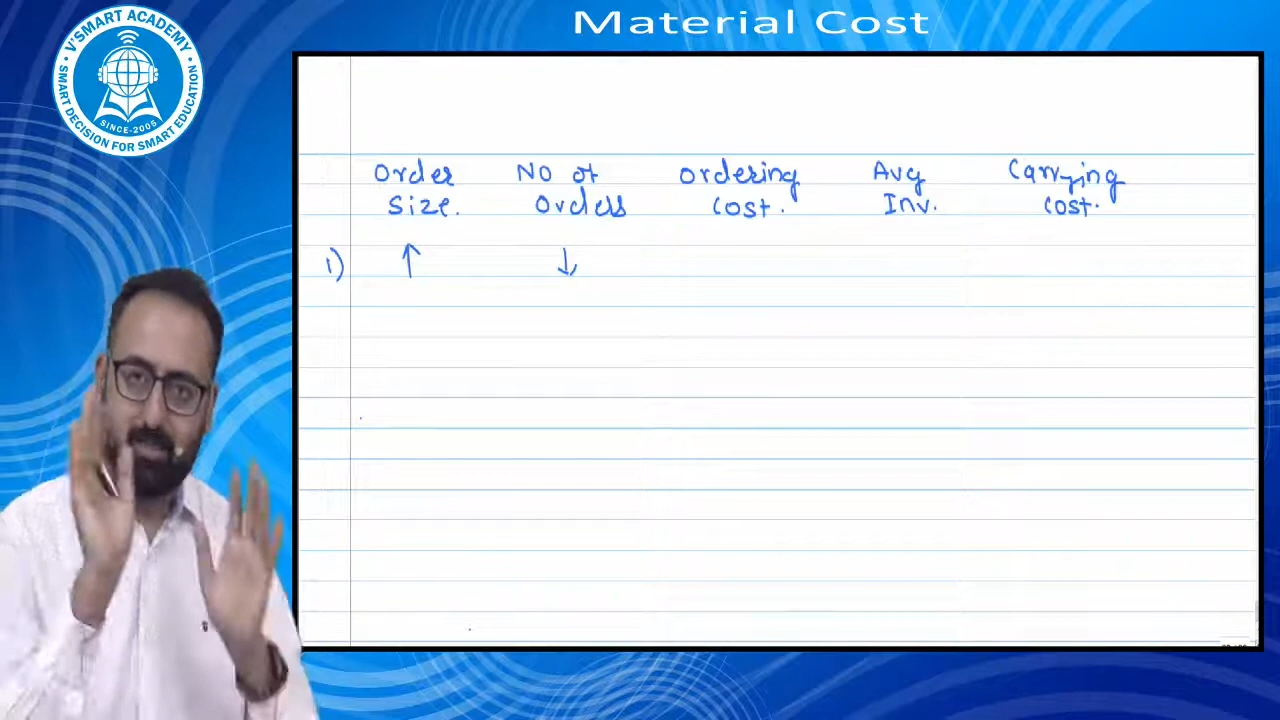 Material Cost
V'SMART ACADEMY
SINCE-2005
SMART DECISION FOR SMART EDUCATION
Order No of Ordering Avg Carrying
Size. Orders Cost. Inv. Cost.
1) ↑ ↓